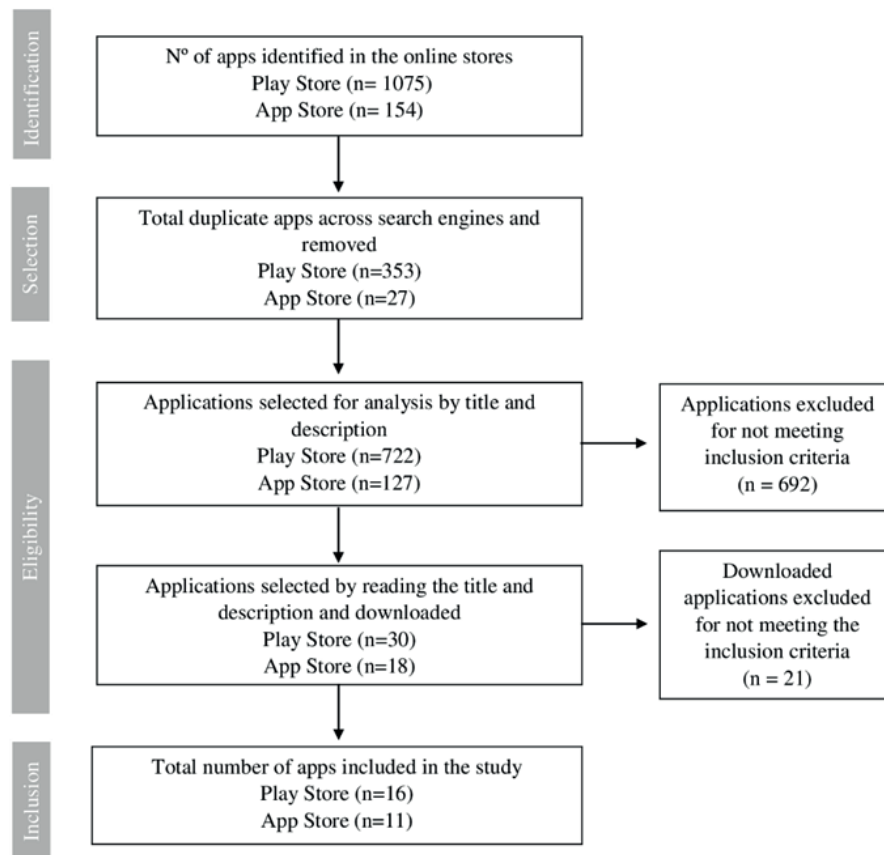 Identification
Nº of apps identified in the online stores
Play Store (n= 1075)
App Store (n= 154)
Selection
Total duplicate apps across search engines and
removed
Play Store (n=353)
App Store (n=27)
Eligibility
Applications selected for analysis by title and
description
Play Store (n=722)
App Store (n=127)
Applications excluded
for not meeting
inclusion criteria
(n = 692)
Applications selected by reading the title and
description and downloaded
Play Store (n=30)
App Store (n=18)
Downloaded
applications excluded
for not meeting the
inclusion criteria
(n = 21)
Inclusion
Total number of apps included in the study
Play Store (n=16)
App Store (n=11)